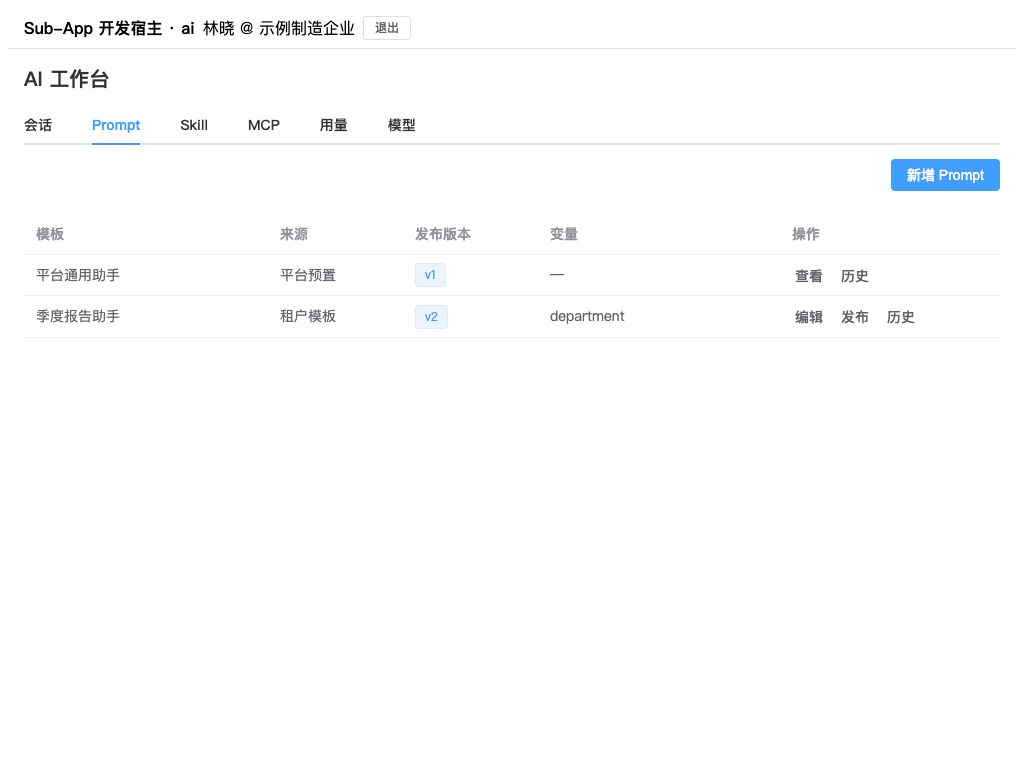 Sub-App 开发宿主 · ai 林晓 @ 示例制造企业 退出
AI 工作台
会话 Prompt Skill MCP 用量 模型
新增 Prompt
模板 来源 发布版本 变量 操作
平台通用助手 平台预置 v1 — 查看 历史
季度报告助手 租户模板 v2 department 编辑 发布 历史